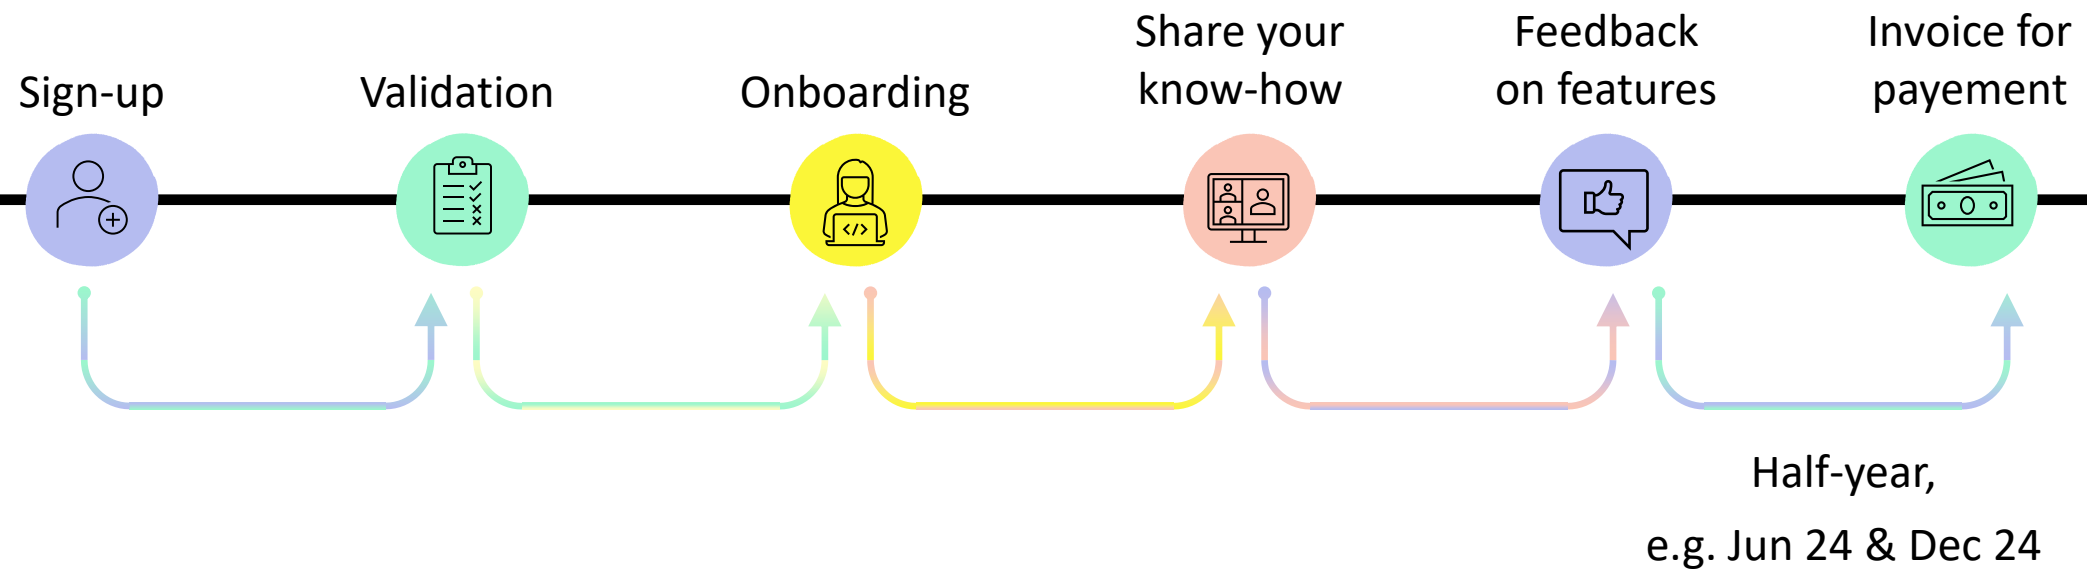 Sign-up
Validation
Onboarding
Share your
know-how
Feedback
on features
Invoice for
payement
</>
Half-year,
e.g. Jun 24 & Dec 24